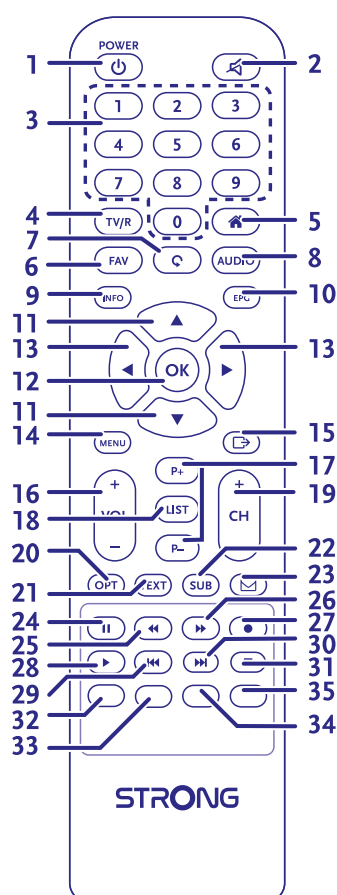 POWER
1 2
1 2 3
3
4 5 6
7 8 9
4 TV/R 0 5
7
6 FAV AUDIO 8
9 INFO EPG 10
11
13 13
12 OK
11
14 MENU 15
P+ 17
16 + + 19
18 VOL LIST CH
− P− −
20 22
21 OPT TEXT SUB 23
24 26
25 27
28 30
29 31
32 35
33 34
STRONG